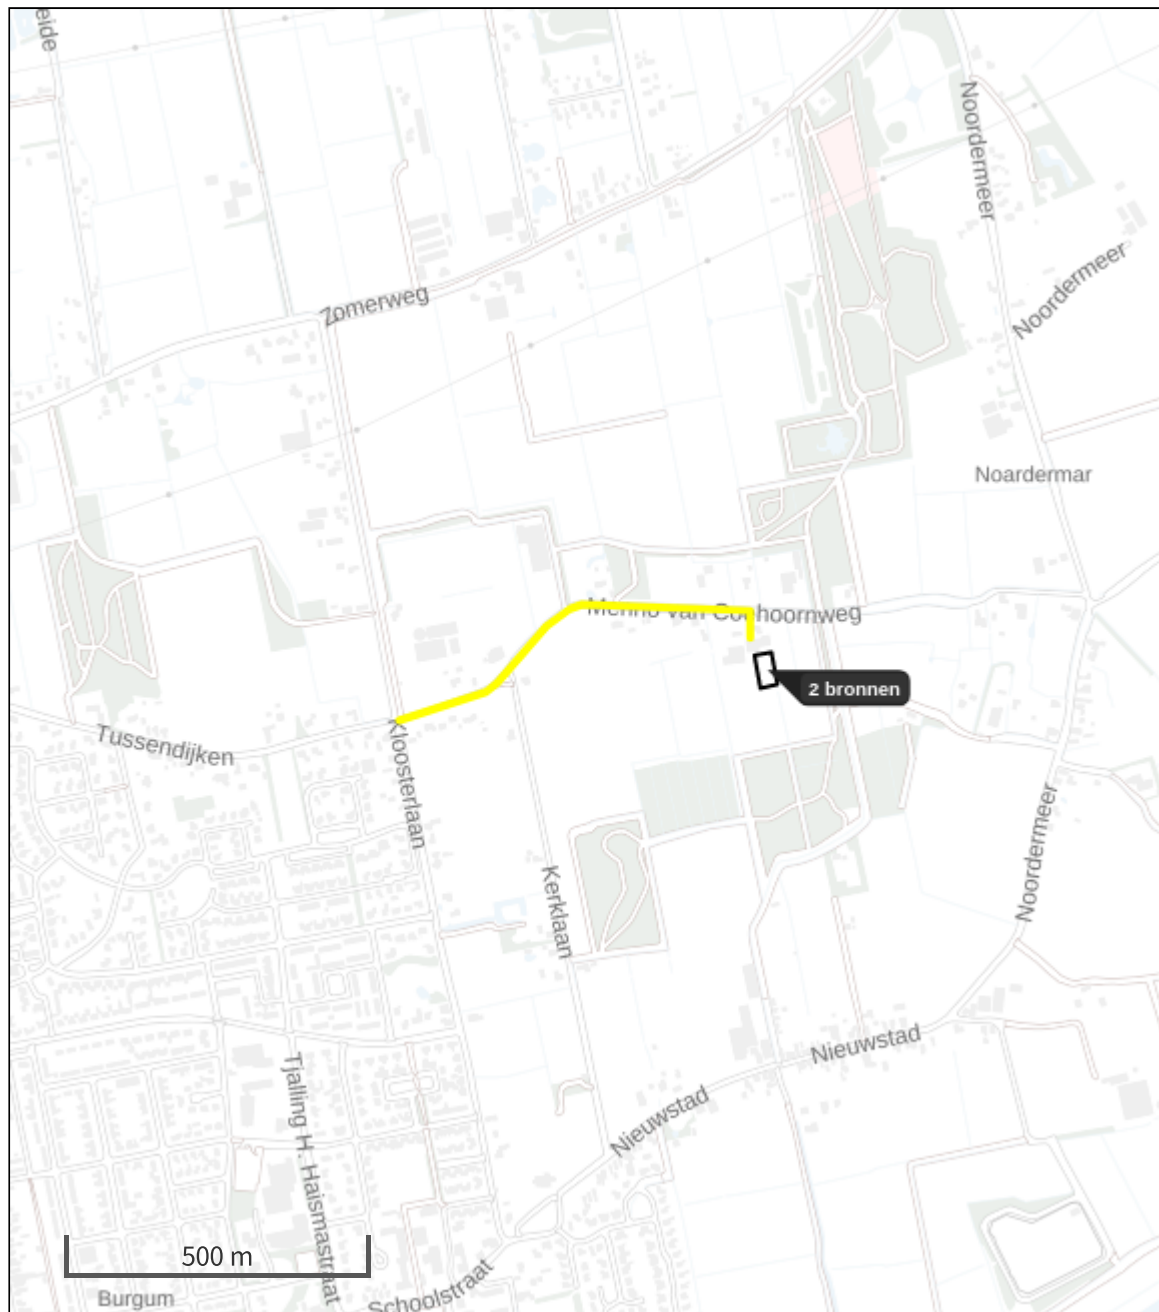 eide
Noordermeer
Noordermeer
Zomerweg
Noardermar
Menno van Coehoornweg
2 bronnen
Tussendijken
Kloosterlaan
Noordermeer
Kerklaan
Nieuwstad
Tjalling H. Haismastraat
Nieuwstad
500 m
Schoolstraat
Burgum